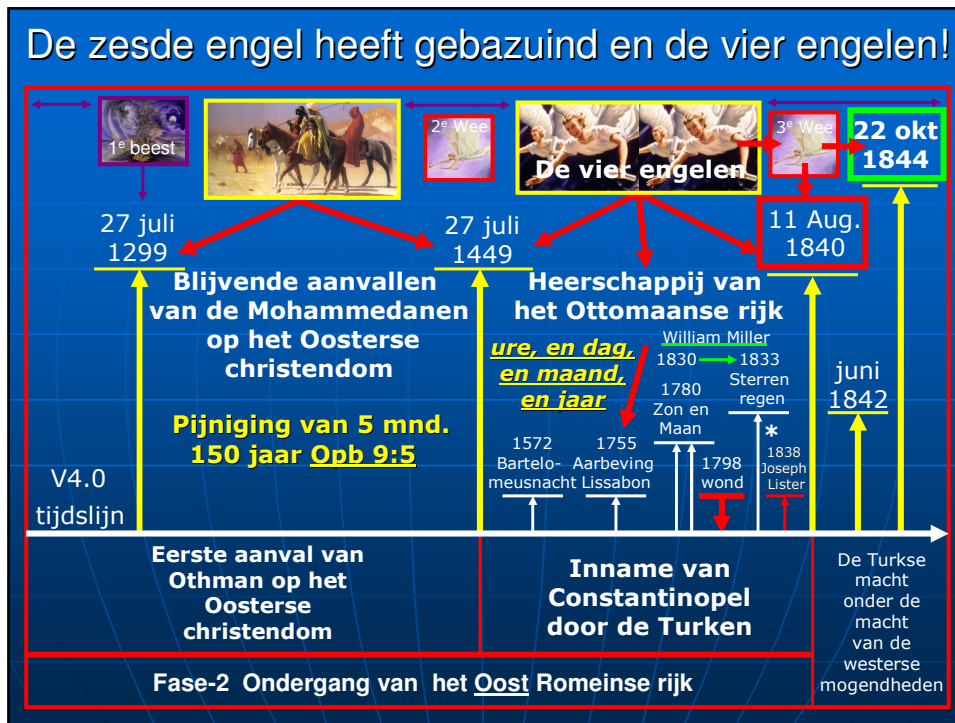 De zesde engel heeft gebazuind en de vier engelen!
1e beest
2e Wee
De vier engelen
3e Wee
22 okt
1844
27 juli
1299
27 juli
1449
11 Aug.
1840
Blijvende aanvallen
van de Mohammedanen
op het Oosterse
christendom
Heerschappij van
het Ottomaanse rijk
ure, en dag,
en maand,
en jaar
William Miller
1830
1833
Sterren
regen
1780
Zon en
Maan
juni
1842
Pijniging van 5 mnd.
150 jaar Opb 9:5
1572
Bartelo-
meusnacht
1755
Aarbeving
Lissabon
1798
wond
*
1838
Joseph
Lister
V4.0
tijdslijn
Eerste aanval van
Othman op het
Oosterse
christendom
Inname van
Constantinopel
door de Turken
De Turkse
macht
onder de
macht
van de
westerse
mogendheden
Fase-2 Ondergang van het Oost Romeinse rijk